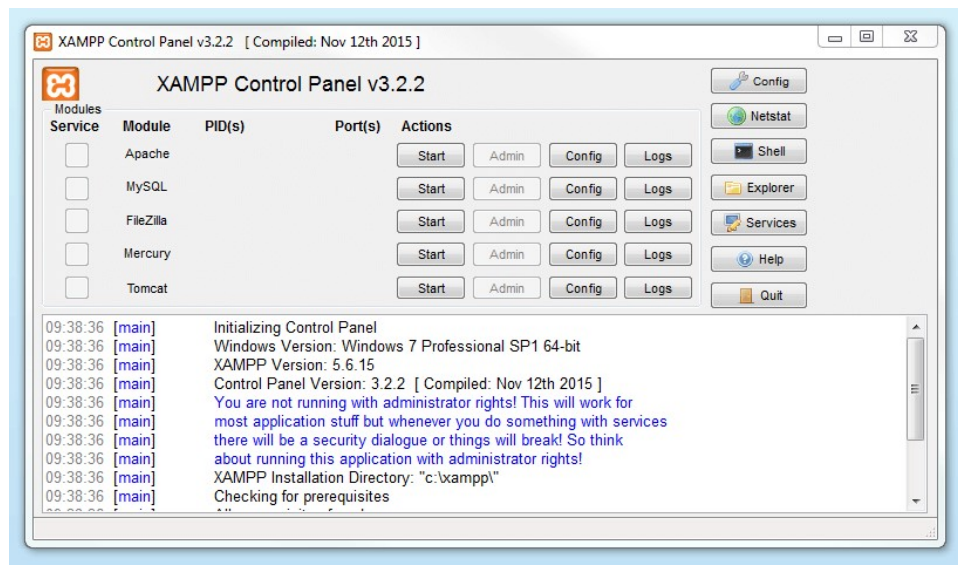 XAMPP Control Panel v3.2.2 [ Compiled: Nov 12th 2015 ]
XAMPP Control Panel v3.2.2
Config
Modules
Netstat
Service Module PID(s) Port(s) Actions
Apache Start Admin Config Logs
Shell
MySQL Start Admin Config Logs
Explorer
FileZilla Start Admin Config Logs
Services
Mercury Start Admin Config Logs
Help
Tomcat Start Admin Config Logs
Quit
09:38:36 [main] Initializing Control Panel
09:38:36 [main] Windows Version: Windows 7 Professional SP1 64-bit
09:38:36 [main] XAMPP Version: 5.6.15
09:38:36 [main] Control Panel Version: 3.2.2 [ Compiled: Nov 12th 2015 ]
09:38:36 [main] You are not running with administrator rights! This will work for
09:38:36 [main] most application stuff but whenever you do something with services
09:38:36 [main] there will be a security dialogue or things will break! So think
09:38:36 [main] about running this application with administrator rights!
09:38:36 [main] XAMPP Installation Directory: "c:\xampp\"
09:38:36 [main] Checking for prerequisites